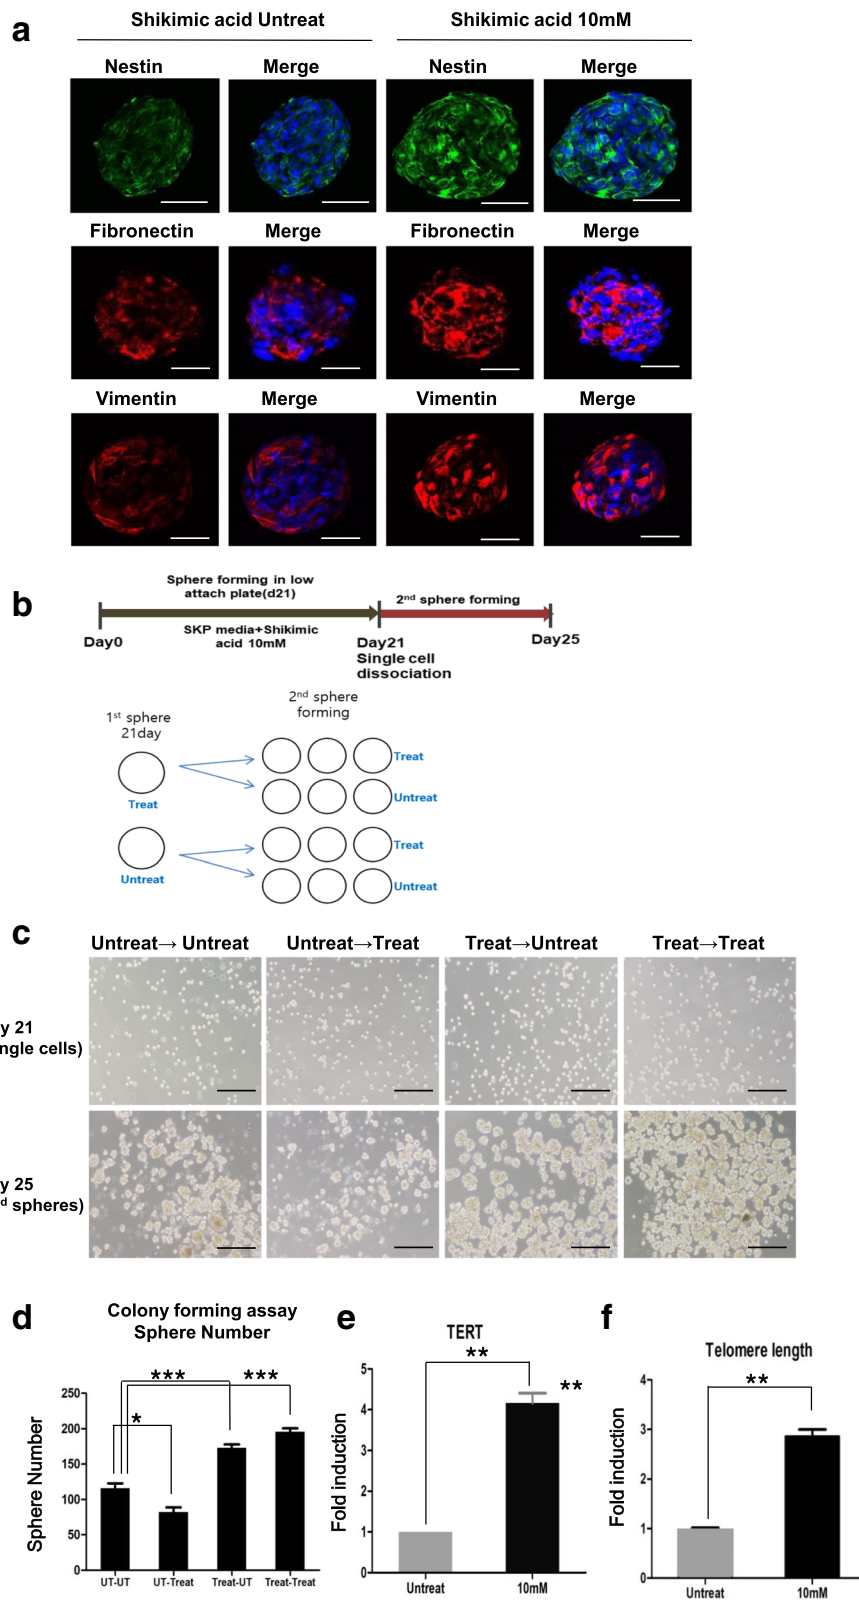 a
Shikimic acid Untreat
Shikimic acid 10mM
Nestin
Merge
Nestin
Merge
Fibronectin
Merge
Fibronectin
Merge
Vimentin
Merge
Vimentin
Merge
b
Sphere forming in low
attach plate(d21)
2nd sphere forming
SKP media+Shikimic
acid 10mM
Day0
Day21
Single cell
dissociation
Day25
2nd sphere
forming
1st sphere
21day
Treat
Treat
Untreat
Untreat
Treat
Untreat
c
Untreat→ Untreat
Untreat→Treat
Treat→Untreat
Treat→Treat
y 21
ngle cells)
y 25
d spheres)
d
Colony forming assay
Sphere Number
***
***
*
250
200
150
100
50
0
Sphere Number
UT-UT
UT-Treat
Treat-UT
Treat-Treat
e
TERT
**
**
5
4
3
2
1
0
Fold induction
Untreat
10mM
f
Telomere length
**
4
3
2
1
0
Fold induction
Untreat
10mM